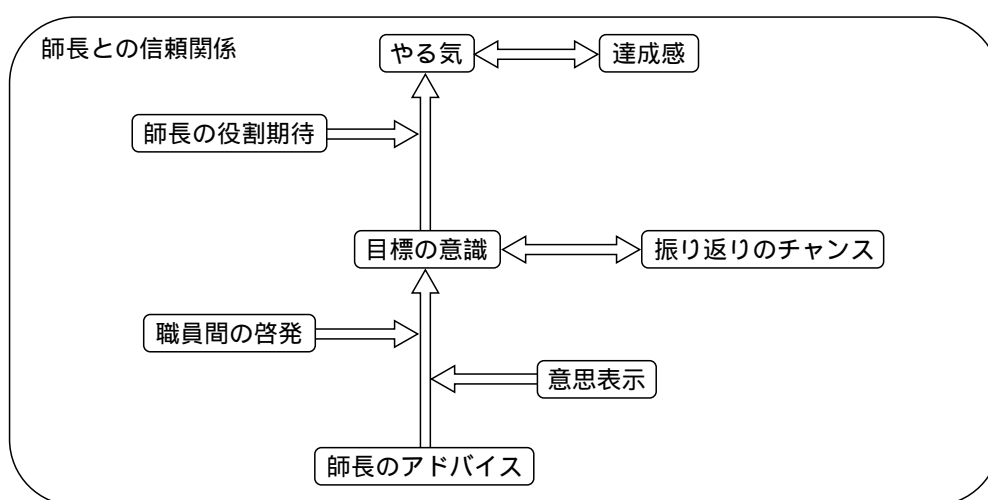 師長との信頼関係
やる気
達成感
師長の役割期待
目標の意識
振り返りのチャンス
職員間の啓発
意思表示
師長のアドバイス